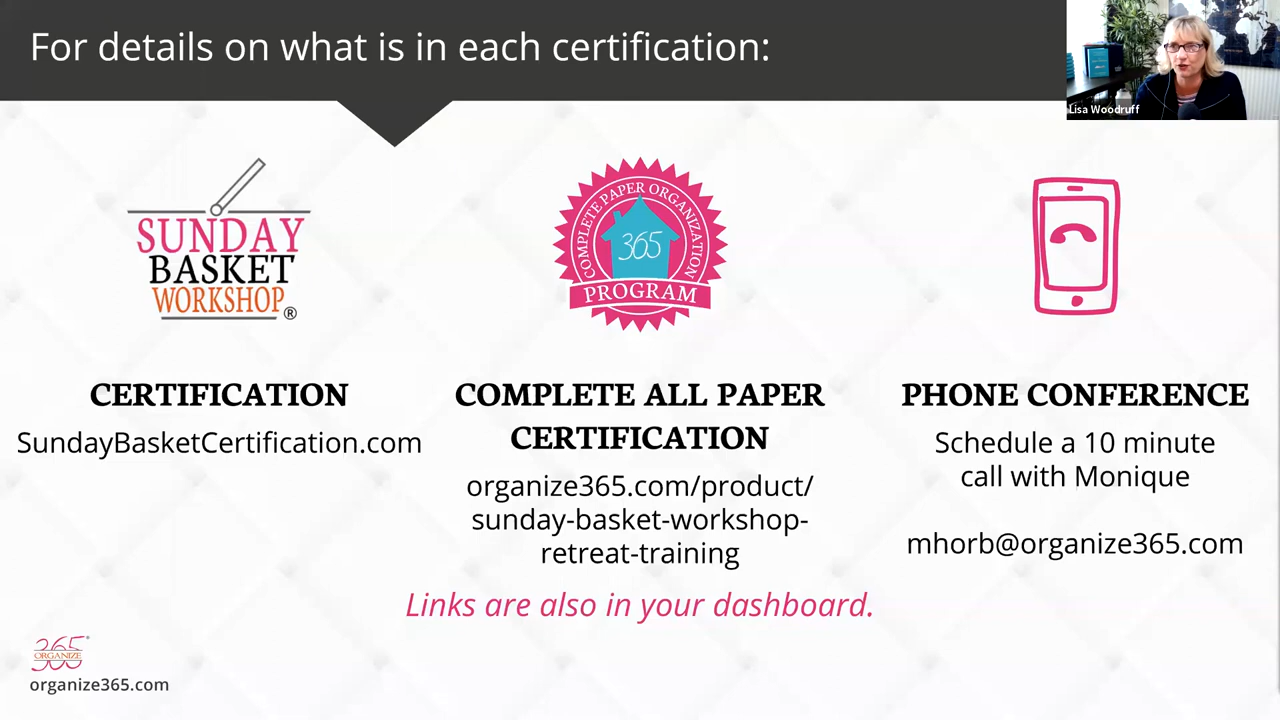 For details on what is in each certification:
Lisa Woodruff
SUNDAY
BASKET
WORKSHOP®
COMPLETE PAPER ORGANIZATION
365
PROGRAM
CERTIFICATION
SundayBasketCertification.com
COMPLETE ALL PAPER
CERTIFICATION
organize365.com/product/
sunday-basket-workshop-
retreat-training
PHONE CONFERENCE
Schedule a 10 minute
call with Monique
mhorb@organize365.com
Links are also in your dashboard.
365®
ORGANIZE
organize365.com